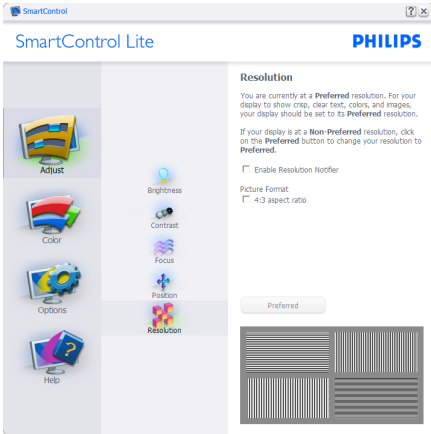 SmartControl
SmartControl Lite
PHILIPS
Adjust
Color
Options
Help
Brightness
Contrast
Focus
Position
Resolution
Resolution
You are currently at a Preferred resolution. For your
display to show crisp, clear text, colors, and images,
your display should be set to its Preferred resolution.
If your display is at a Non-Preferred resolution, click
on the Preferred button to change your resolution to
Preferred.
Enable Resolution Notifier
Picture Format
4:3 aspect ratio
Preferred